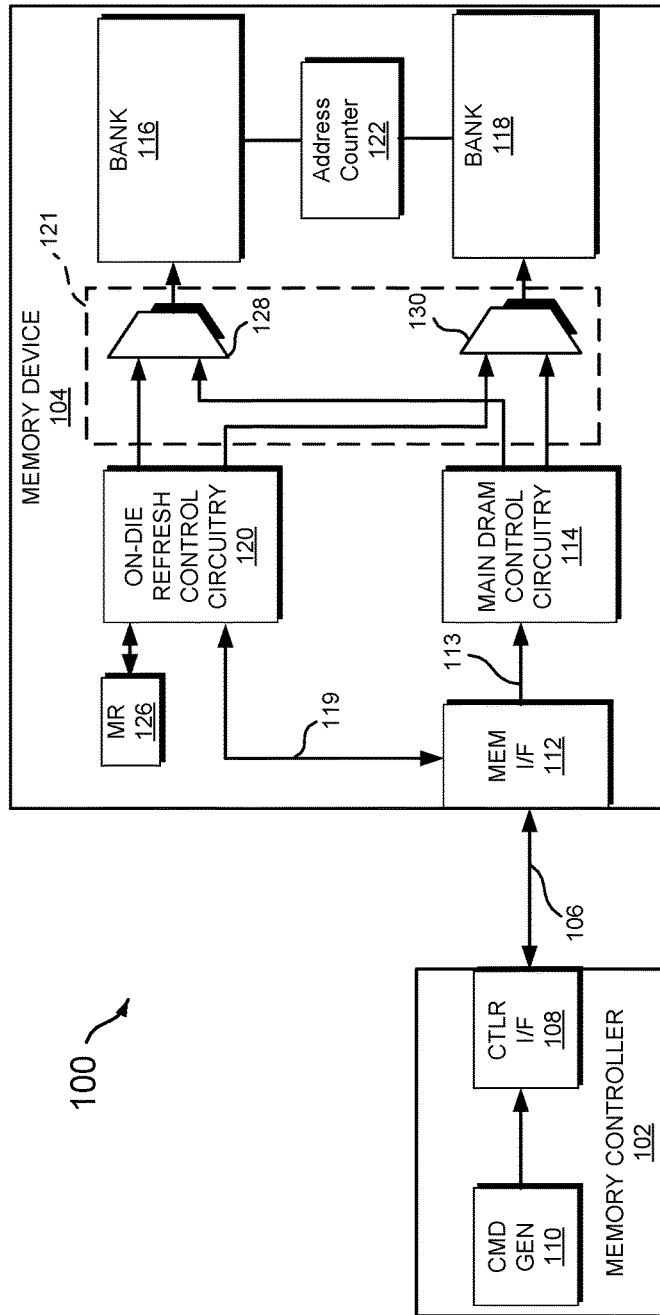 100
MEMORY DEVICE
104
121
BANK
116
Address
Counter
122
BANK
118
128
130
ON-DIE
REFRESH
CONTROL
CIRCUITRY
120
MAIN DRAM
CONTROL
CIRCUITRY
114
MR
126
119
113
MEM
I/F
112
106
CTLR
I/F
108
CMD
GEN
110
MEMORY CONTROLLER
102